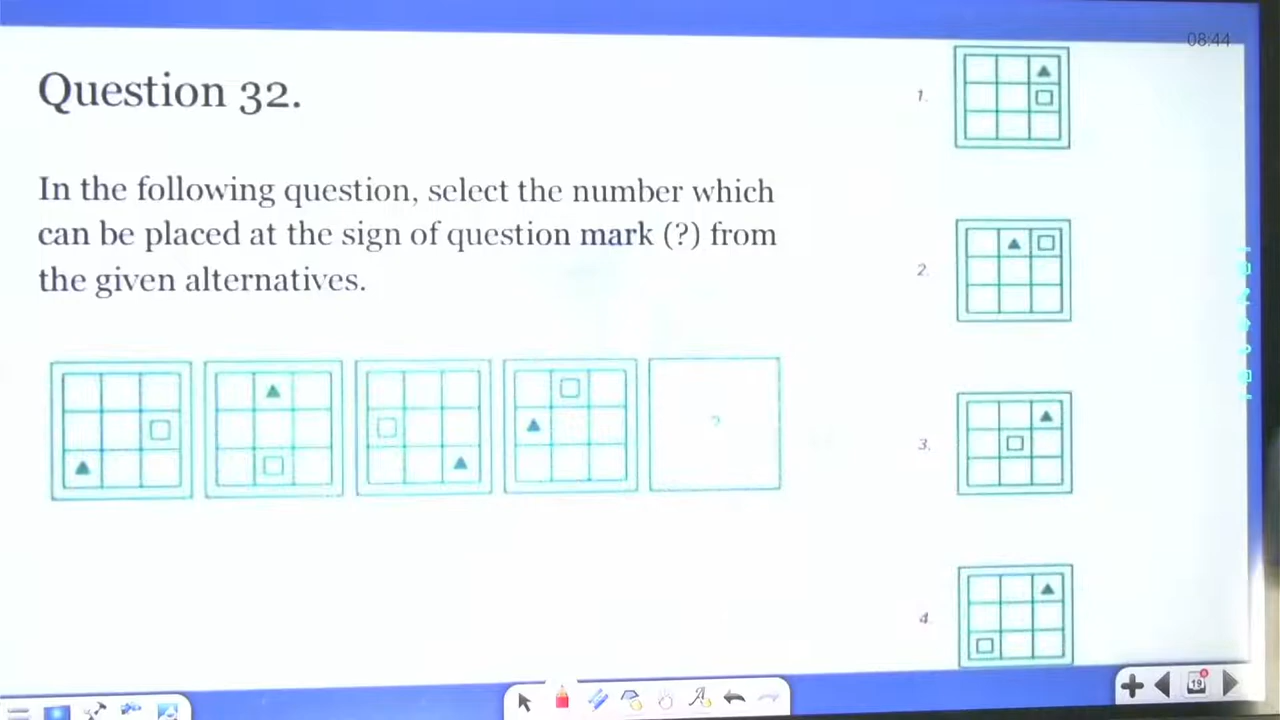 08:44
Question 32.
In the following question, select the number which
can be placed at the sign of question mark (?) from
the given alternatives.
?
1.
2.
3.
4.
19